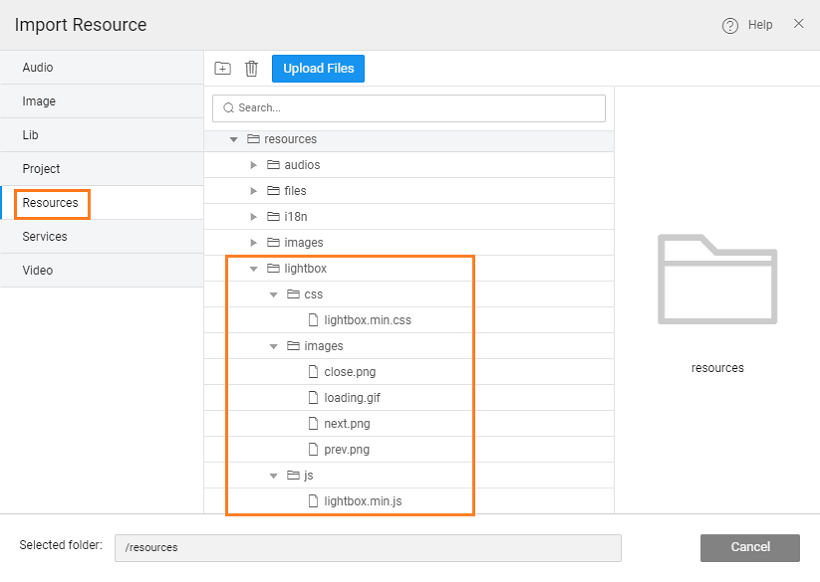 Import Resource
Help
Audio
Image
Lib
Project
Resources
Services
Video
Upload Files
Search...
resources
audios
files
i18n
images
lightbox
css
lightbox.min.css
images
close.png
loading.gif
next.png
prev.png
js
lightbox.min.js
resources
Selected folder:
/resources
Cancel